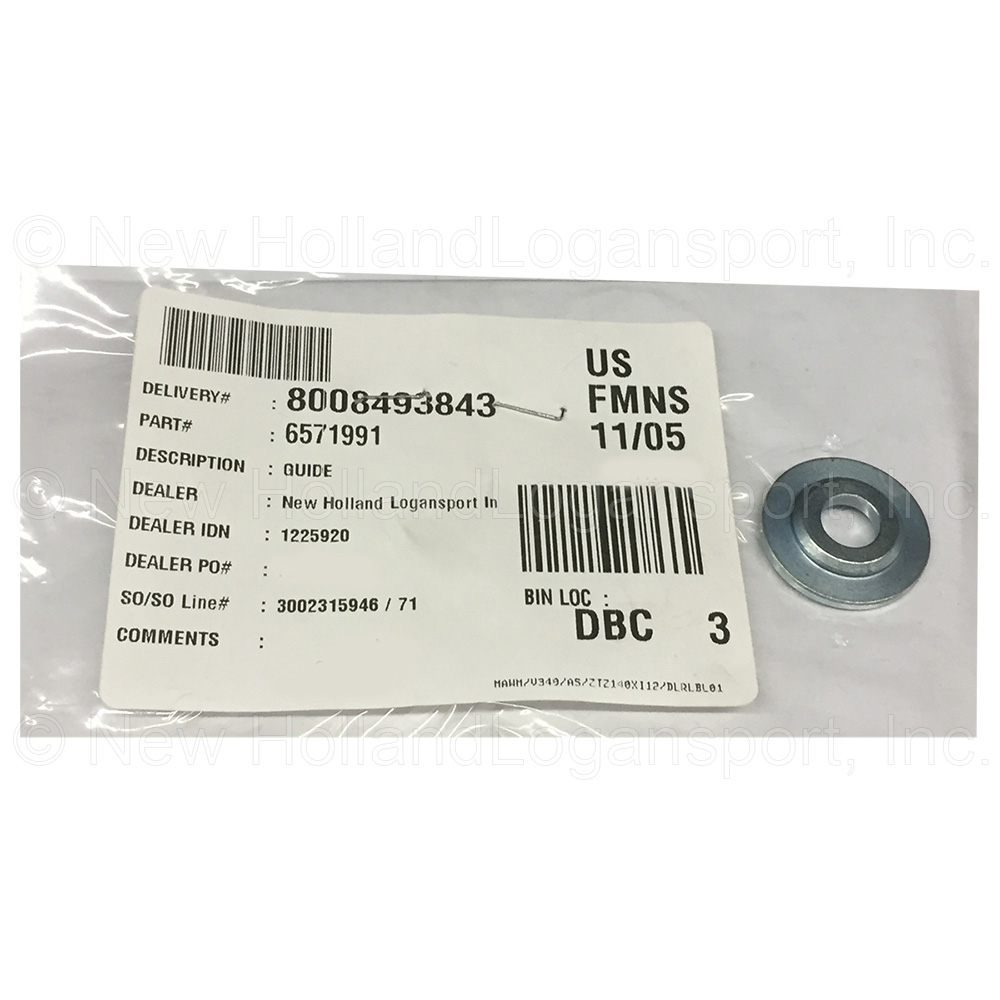 © New HollandLogansport, Inc.
US
FMNS
11/05
DELIVERY# : 8008493843
PART# : 6571991
DESCRIPTION : GUIDE
DEALER : New Holland Logansport In
DEALER IDN : 1225920
DEALER PO# :
SO/SO Line# : 3002315946 / 71
COMMENTS :
BIN LOC :
DBC 3
MAWM/V349/AS/ZTZ140X112/DLRLBL01
© New HollandLogansport, Inc.
© New HollandLogansport, Inc.